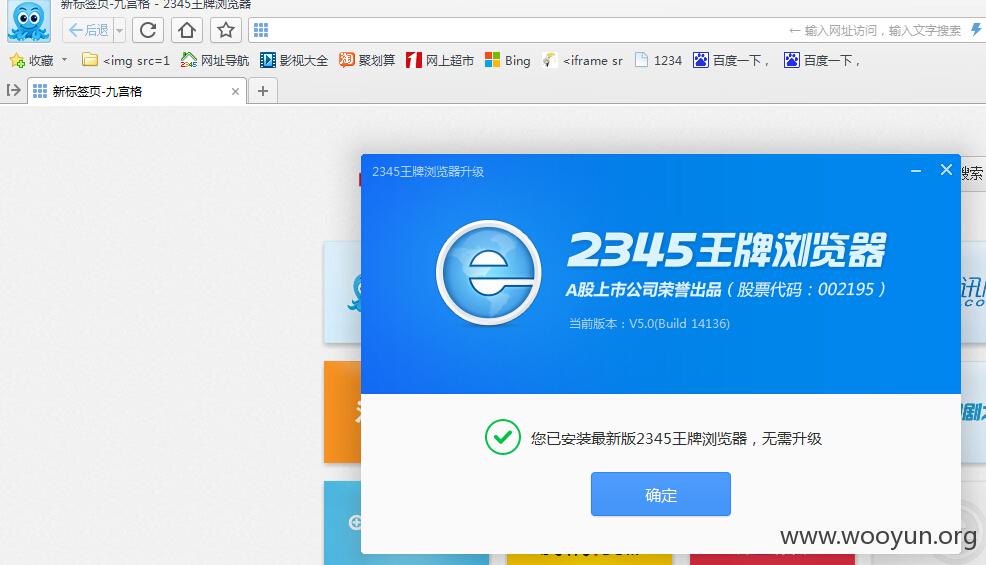 新标签页-九宫格 - 2345王牌浏览器
后退
输入网址访问，输入文字搜索
收藏 <img src=1 网址导航 影视大全 聚划算 网上超市 Bing <iframe sr 1234 百度一下， 百度一下，
新标签页-九宫格
2345王牌浏览器升级
搜索
2345王牌浏览器
A股上市公司荣誉出品（股票代码：002195）
当前版本：V5.0(Build 14136)
您已安装最新版2345王牌浏览器，无需升级
确定
www.wooyun.org